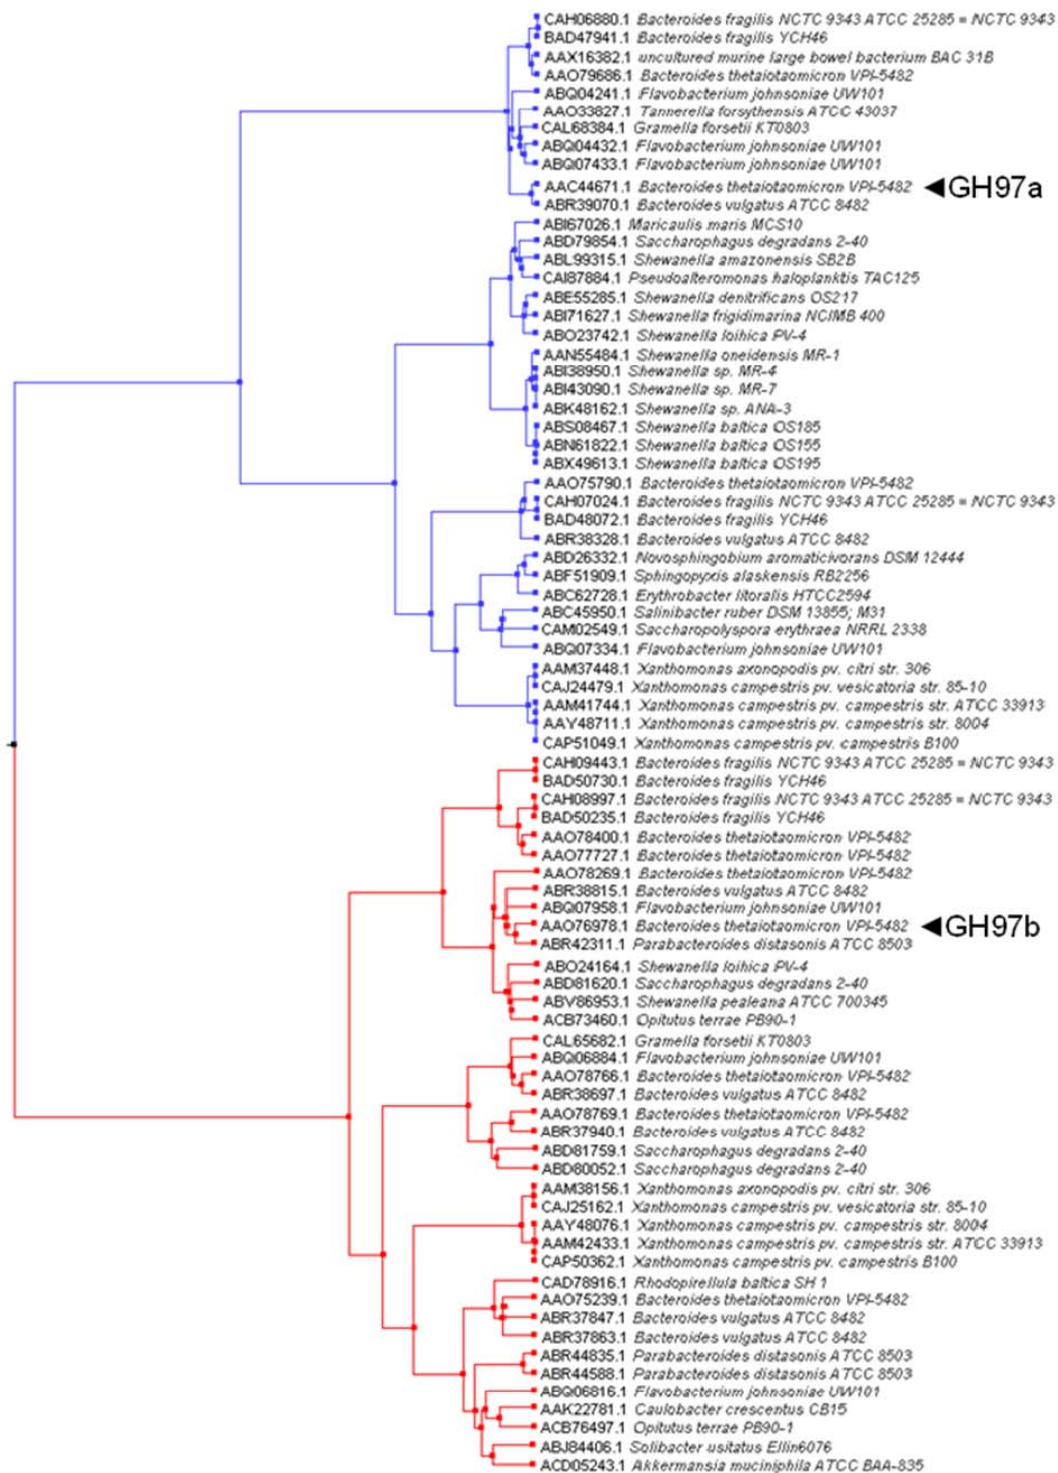 CAH06880.1 Bacteroides fragilis NCTC 9343 ATCC 25285 = NCTC 9343
BAD47941.1 Bacteroides fragilis YCH46
AAX16382.1 uncultured murine large bowel bacterium BAC 31B
AAO79686.1 Bacteroides thetaiotaomicron VPI-5482
ABQ04241.1 Flavobacterium johnsoniae UW101
AAO33827.1 Tannerella forsythensis ATCC 43037
CAL68384.1 Gramella forsetii KT0803
ABQ04432.1 Flavobacterium johnsoniae UW101
ABQ07433.1 Flavobacterium johnsoniae UW101
AAC44671.1 Bacteroides thetaiotaomicron VPI-5482 ◄GH97a
ABR39070.1 Bacteroides vulgatus ATCC 8482
ABI67026.1 Maricaulis maris MCS10
ABD79854.1 Saccharophagus degradans 2-40
ABL99315.1 Shewanella amazonensis SB2B
CAI87884.1 Pseudoalteromonas haloplanktis TAC125
ABE55285.1 Shewanella denitrificans OS217
ABI71627.1 Shewanella frigidimarina NCIMB 400
ABO23742.1 Shewanella loihica PV-4
AAN55484.1 Shewanella oneidensis MR-1
ABI38950.1 Shewanella sp. MR-4
ABI43090.1 Shewanella sp. MR-7
ABK48162.1 Shewanella sp. ANA-3
ABS08467.1 Shewanella baltica OS185
ABN61822.1 Shewanella baltica OS155
ABX49613.1 Shewanella baltica OS195
AAO75790.1 Bacteroides thetaiotaomicron VPI-5482
CAH07024.1 Bacteroides fragilis NCTC 9343 ATCC 25285 = NCTC 9343
BAD48072.1 Bacteroides fragilis YCH46
ABR38328.1 Bacteroides vulgatus ATCC 8482
ABD26332.1 Novosphingobium aromaticivorans DSM 12444
ABF51909.1 Sphingopyxis alaskensis RB2256
ABC62728.1 Erythrobacter litoralis HTCC2594
ABC45950.1 Salinibacter ruber DSM 13855; M31
CAM02549.1 Saccharopolyspora erythraea NRRL 2338
ABQ07334.1 Flavobacterium johnsoniae UW101
AAM37448.1 Xanthomonas axonopodis pv. citri str. 306
CAJ24479.1 Xanthomonas campestris pv. vesicatoria str. 85-10
AAM41744.1 Xanthomonas campestris pv. campestris str. ATCC 33913
AAY48711.1 Xanthomonas campestris pv. campestris str. 8004
CAP51049.1 Xanthomonas campestris pv. campestris B100
CAH09443.1 Bacteroides fragilis NCTC 9343 ATCC 25285 = NCTC 9343
BAD50730.1 Bacteroides fragilis YCH46
CAH08997.1 Bacteroides fragilis NCTC 9343 ATCC 25285 = NCTC 9343
BAD50235.1 Bacteroides fragilis YCH46
AAO78400.1 Bacteroides thetaiotaomicron VPI-5482
AAO77727.1 Bacteroides thetaiotaomicron VPI-5482
AAO78269.1 Bacteroides thetaiotaomicron VPI-5482
ABR38815.1 Bacteroides vulgatus ATCC 8482
ABQ07958.1 Flavobacterium johnsoniae UW101
AAO76978.1 Bacteroides thetaiotaomicron VPI-5482 ◄GH97b
ABR42311.1 Parabacteroides distasonis ATCC 8503
ABO24164.1 Shewanella loihica PV-4
ABD81620.1 Saccharophagus degradans 2-40
ABV86953.1 Shewanella pealeana ATCC 700345
ACB73460.1 Opitutus terrae PB90-1
CAL65682.1 Gramella forsetii KT0803
ABQ06884.1 Flavobacterium johnsoniae UW101
AAO78766.1 Bacteroides thetaiotaomicron VPI-5482
ABR38697.1 Bacteroides vulgatus ATCC 8482
AAO78769.1 Bacteroides thetaiotaomicron VPI-5482
ABR37940.1 Bacteroides vulgatus ATCC 8482
ABD81759.1 Saccharophagus degradans 2-40
ABD80052.1 Saccharophagus degradans 2-40
AAM38156.1 Xanthomonas axonopodis pv. citri str. 306
CAJ25162.1 Xanthomonas campestris pv. vesicatoria str. 85-10
AAY48076.1 Xanthomonas campestris pv. campestris str. 8004
AAM42433.1 Xanthomonas campestris pv. campestris str. ATCC 33913
CAP50362.1 Xanthomonas campestris pv. campestris B100
CAD78916.1 Rhodopirellula baltica SH 1
AAO75239.1 Bacteroides thetaiotaomicron VPI-5482
ABR37847.1 Bacteroides vulgatus ATCC 8482
ABR37863.1 Bacteroides vulgatus ATCC 8482
ABR44835.1 Parabacteroides distasonis ATCC 8503
ABR44588.1 Parabacteroides distasonis ATCC 8503
ABQ06816.1 Flavobacterium johnsoniae UW101
AAK22781.1 Caulobacter crescentus CB15
ACB76497.1 Opitutus terrae PB90-1
ABJ84406.1 Solibacter usitatus Ellin6076
ACD05243.1 Akkermansia muciniphila ATCC BAA-835